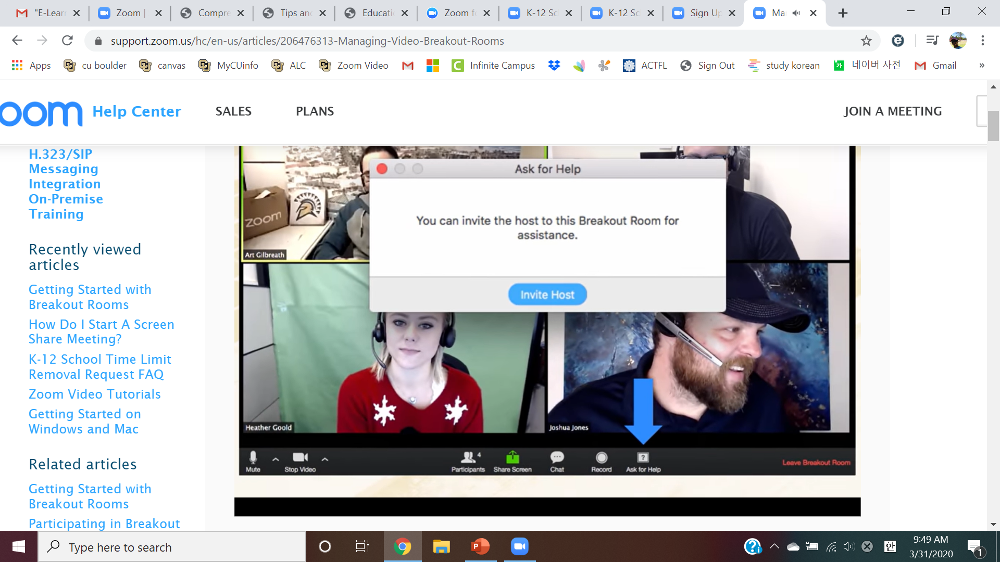 "E-Learn
Zoom |
Compre
Tips and
Educati
Zoom fo
K-12 Sc
K-12 Sc
Sign Up
Ma
support.zoom.us/hc/en-us/articles/206476313-Managing-Video-Breakout-Rooms
Apps
cu boulder
canvas
MyCUinfo
ALC
Zoom Video
Infinite Campus
ACTFL
Sign Out
study korean
네이버 사전
Gmail
»
oom Help Center
SALES
PLANS
JOIN A MEETING
H.323/SIP
Messaging
Integration
On-Premise
Training
Recently viewed
articles
Getting Started with
Breakout Rooms
How Do I Start A Screen
Share Meeting?
K-12 School Time Limit
Removal Request FAQ
Zoom Video Tutorials
Getting Started on
Windows and Mac
Related articles
Getting Started with
Breakout Rooms
Participating in Breakout
Ask for Help
You can invite the host to this Breakout Room for
assistance.
Invite Host
zoom
Art Gilbreath
Heather Goold
Joshua Jones
Mute
Stop Video
4
Participants
Share Screen
Chat
Record
Ask for Help
Leave Breakout Room
Type here to search
한
9:49 AM
3/31/2020
1